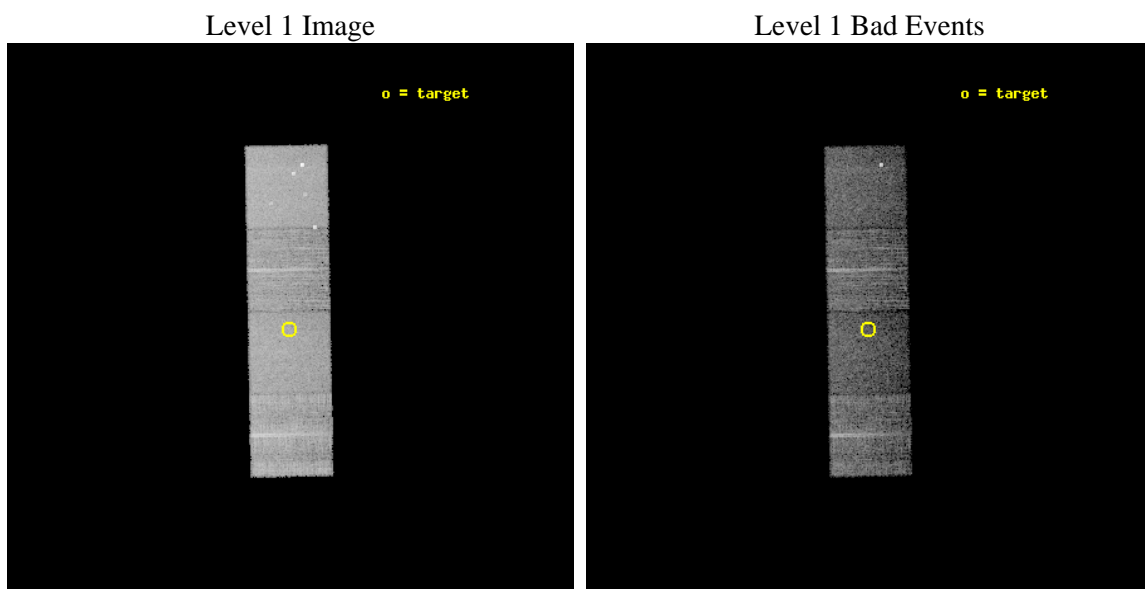 Level 1 Image
Level 1 Bad Events
o = target
o = target